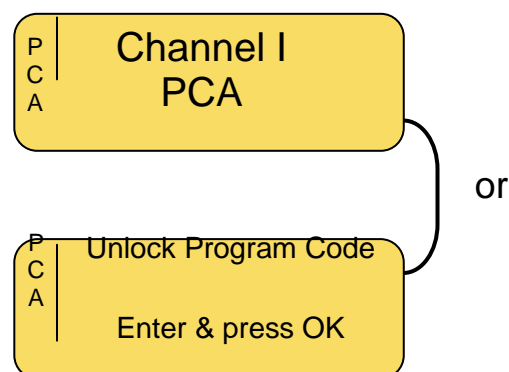 P
C
A
Channel I
PCA
or
P
C
A
Unlock Program Code
Enter & press OK